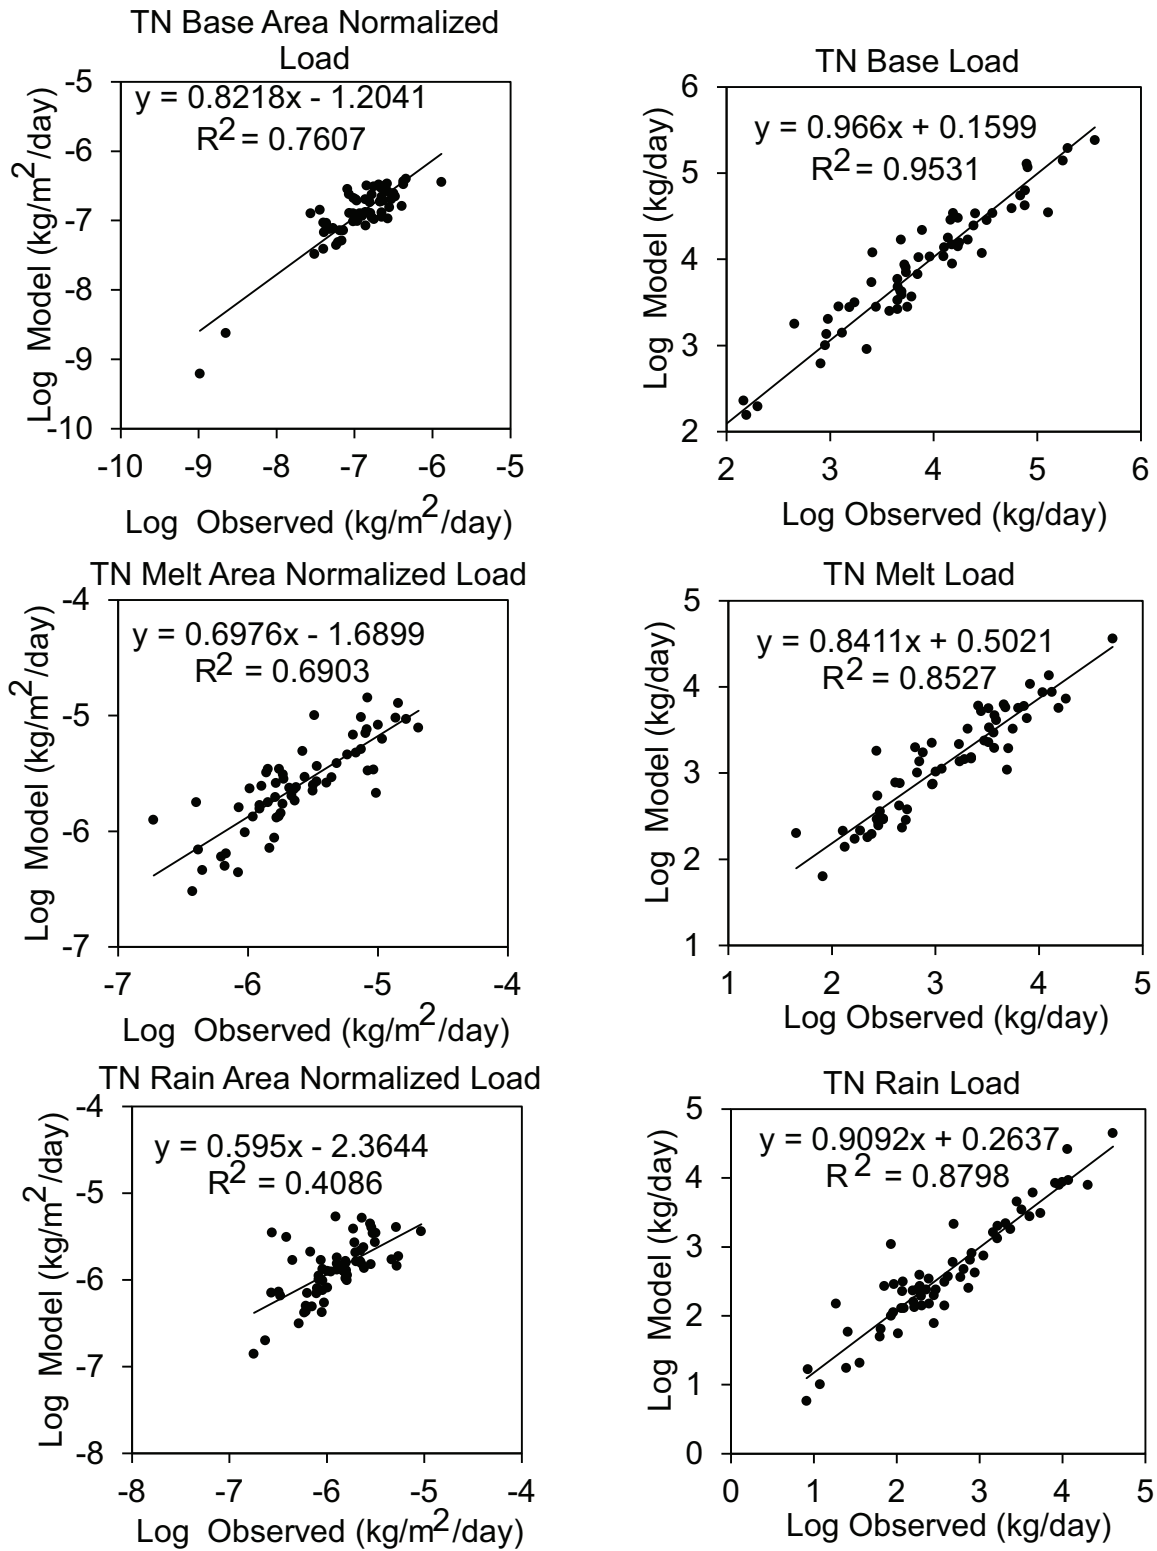 TN Base Area Normalized
Load
y = 0.8218x - 1.2041
R2 = 0.7607
-5
-6
-7
-8
-9
-10
-10 -9 -8 -7 -6 -5
Log Model (kg/m2/day)
Log Observed (kg/m2/day)
TN Base Load
y = 0.966x + 0.1599
R2 = 0.9531
6
5
4
3
2
2 3 4 5 6
Log Model (kg/day)
Log Observed (kg/day)
TN Melt Area Normalized Load
y = 0.6976x - 1.6899
R2 = 0.6903
-4
-5
-6
-7
-7 -6 -5 -4
Log Model (kg/m2/day)
Log Observed (kg/m2/day)
TN Melt Load
y = 0.8411x + 0.5021
R2 = 0.8527
5
4
3
2
1
1 2 3 4 5
Log Model (kg/day)
Log Observed (kg/day)
TN Rain Area Normalized Load
y = 0.595x - 2.3644
R2 = 0.4086
-4
-5
-6
-7
-8
-8 -7 -6 -5 -4
Log Model (kg/m2/day)
Log Observed (kg/m2/day)
TN Rain Load
y = 0.9092x + 0.2637
R2 = 0.8798
5
4
3
2
1
0
0 1 2 3 4 5
Log Model (kg/day)
Log Observed (kg/day)